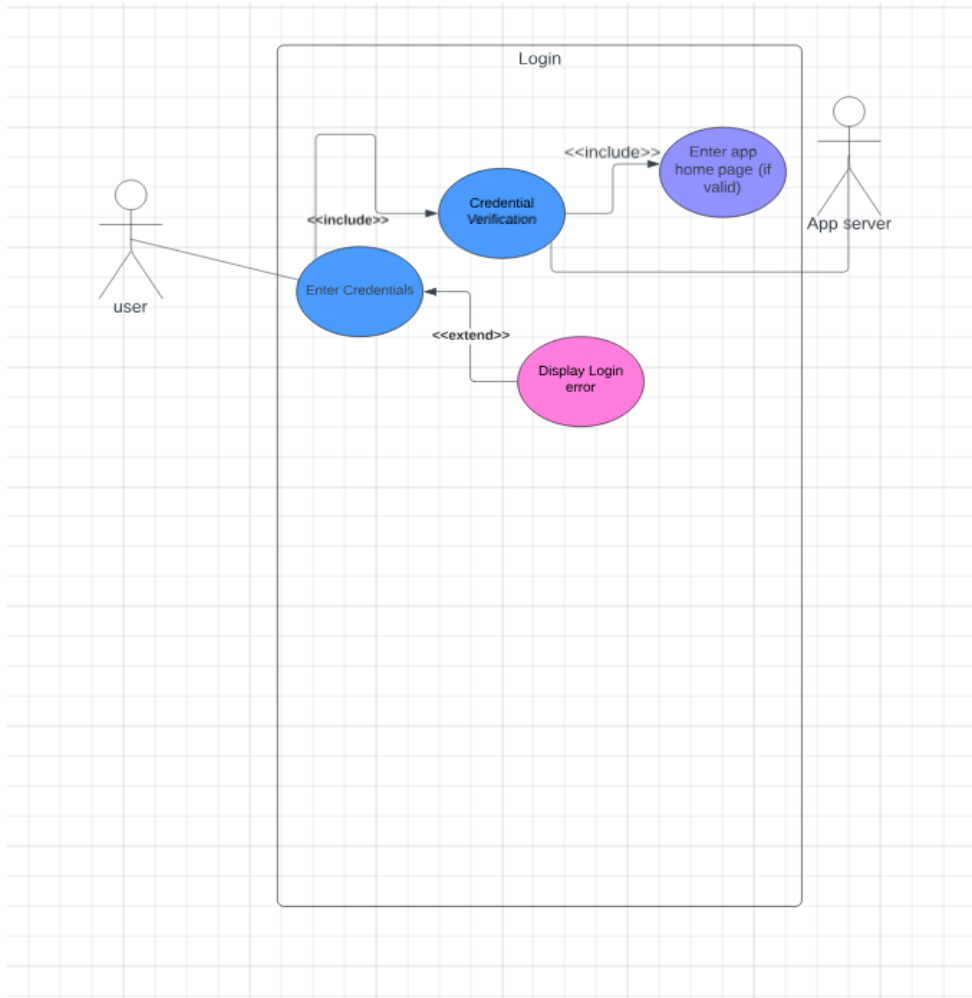 Login
<<include>>
Enter app
home page (if
valid)
Credential
Verification
<<include>>
App server
Enter Credentials
user
<<extend>>
Display Login
error